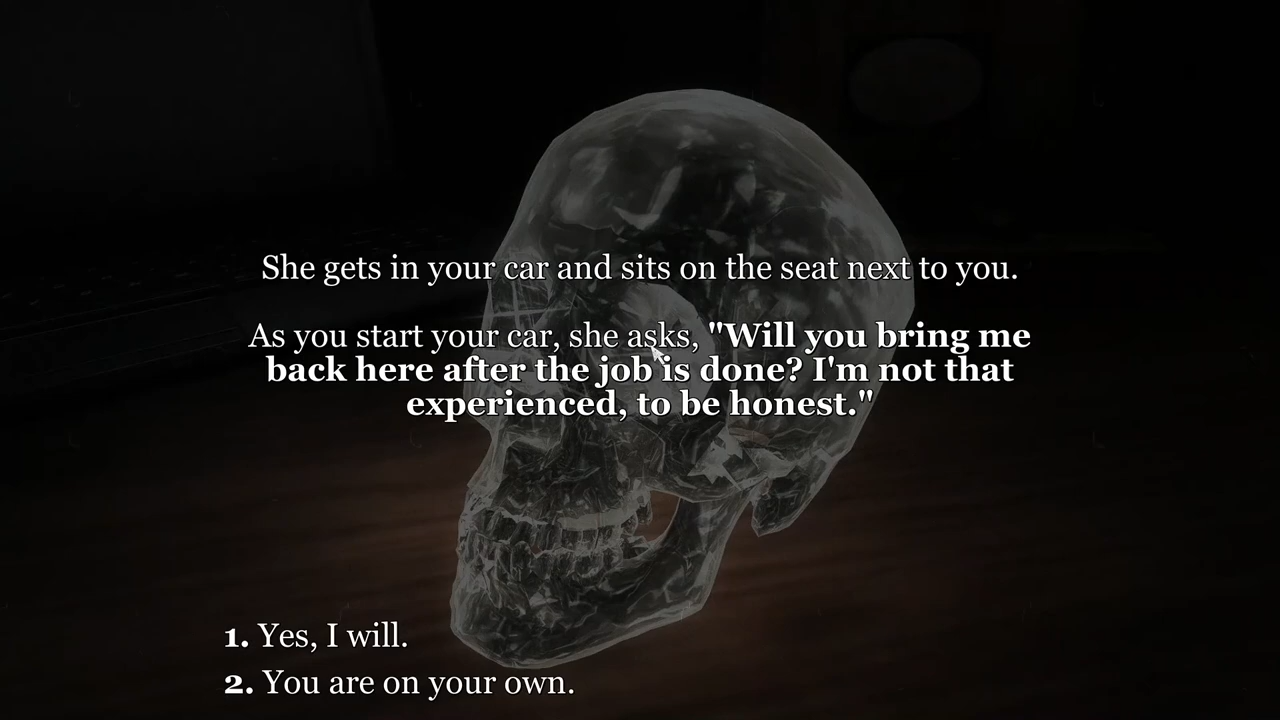 She gets in your car and sits on the seat next to you.
As you start your car, she asks, "Will you bring me
back here after the job is done? I'm not that
experienced, to be honest."
1. Yes, I will.
2. You are on your own.